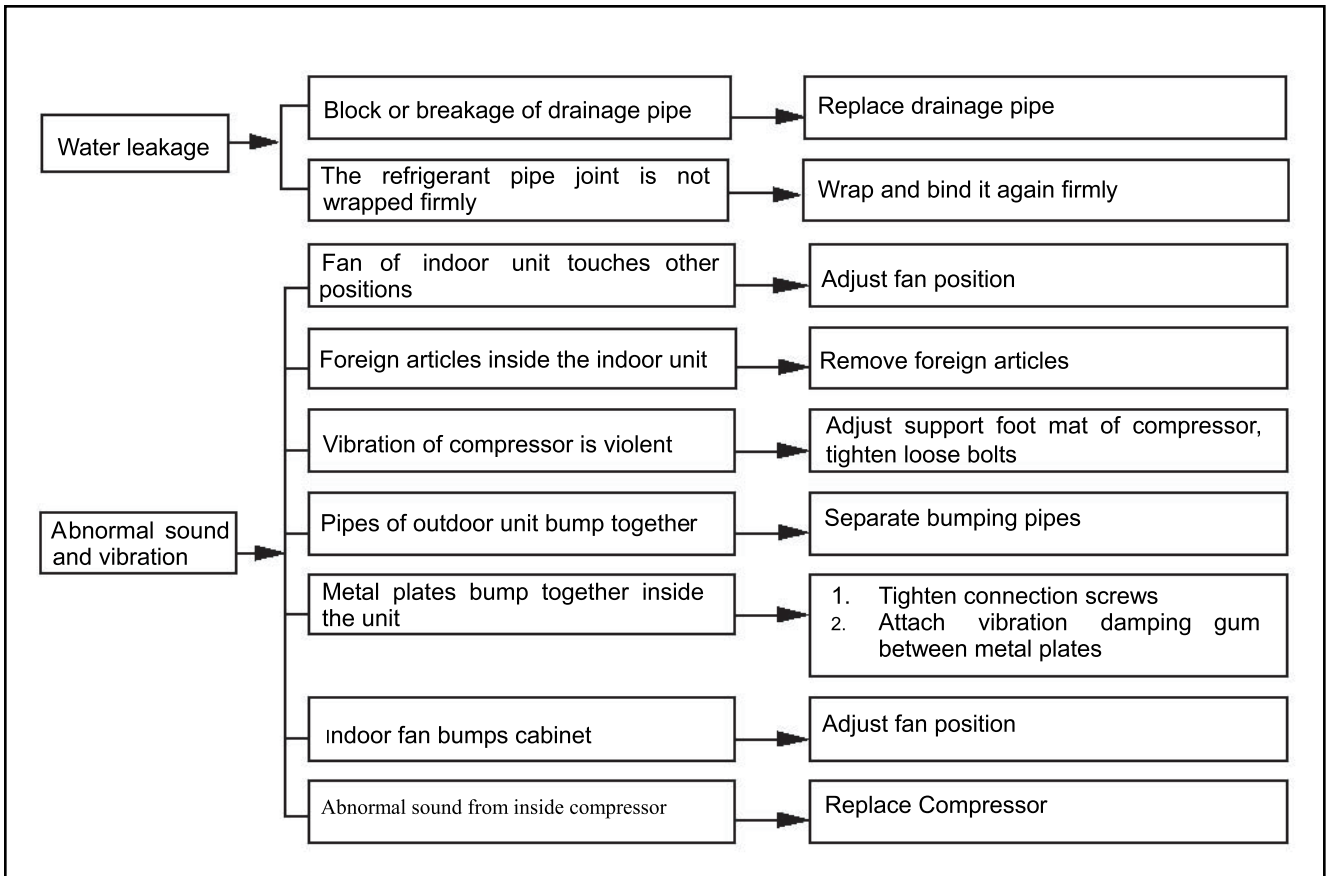 Water leakage
Block or breakage of drainage pipe
Replace drainage pipe
The refrigerant pipe joint is not
wrapped firmly
Wrap and bind it again firmly
Abnormal sound
and vibration
Fan of indoor unit touches other
positions
Adjust fan position
Foreign articles inside the indoor unit
Remove foreign articles
Vibration of compressor is violent
Adjust support foot mat of compressor,
tighten loose bolts
Pipes of outdoor unit bump together
Separate bumping pipes
Metal plates bump together inside
the unit
1. Tighten connection screws
2. Attach vibration damping gum
between metal plates
Indoor fan bumps cabinet
Adjust fan position
Abnormal sound from inside compressor
Replace Compressor